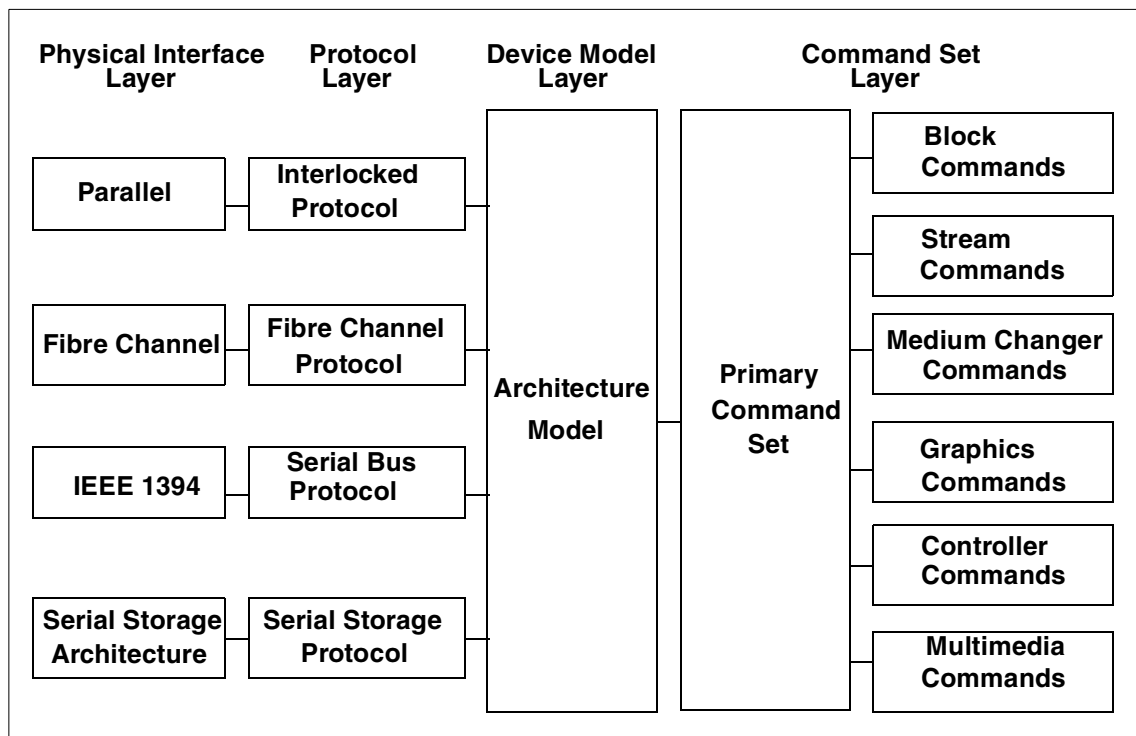 Physical Interface
Layer
Protocol
Layer
Device Model
Layer
Command Set
Layer
Parallel
Interlocked
Protocol
Fibre Channel
Fibre Channel
Protocol
IEEE 1394
Serial Bus
Protocol
Serial Storage
Architecture
Serial Storage
Protocol
Architecture
Model
Primary
Command
Set
Block
Commands
Stream
Commands
Medium Changer
Commands
Graphics
Commands
Controller
Commands
Multimedia
Commands